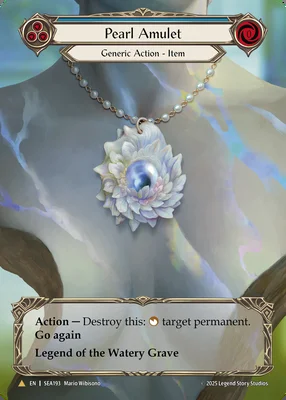 Pearl Amulet
Generic Action - Item
Action — Destroy this: target permanent.
Go again
Legend of the Watery Grave
EN | SEA193 Mario Wibisono
© 2025 Legend Story Studios